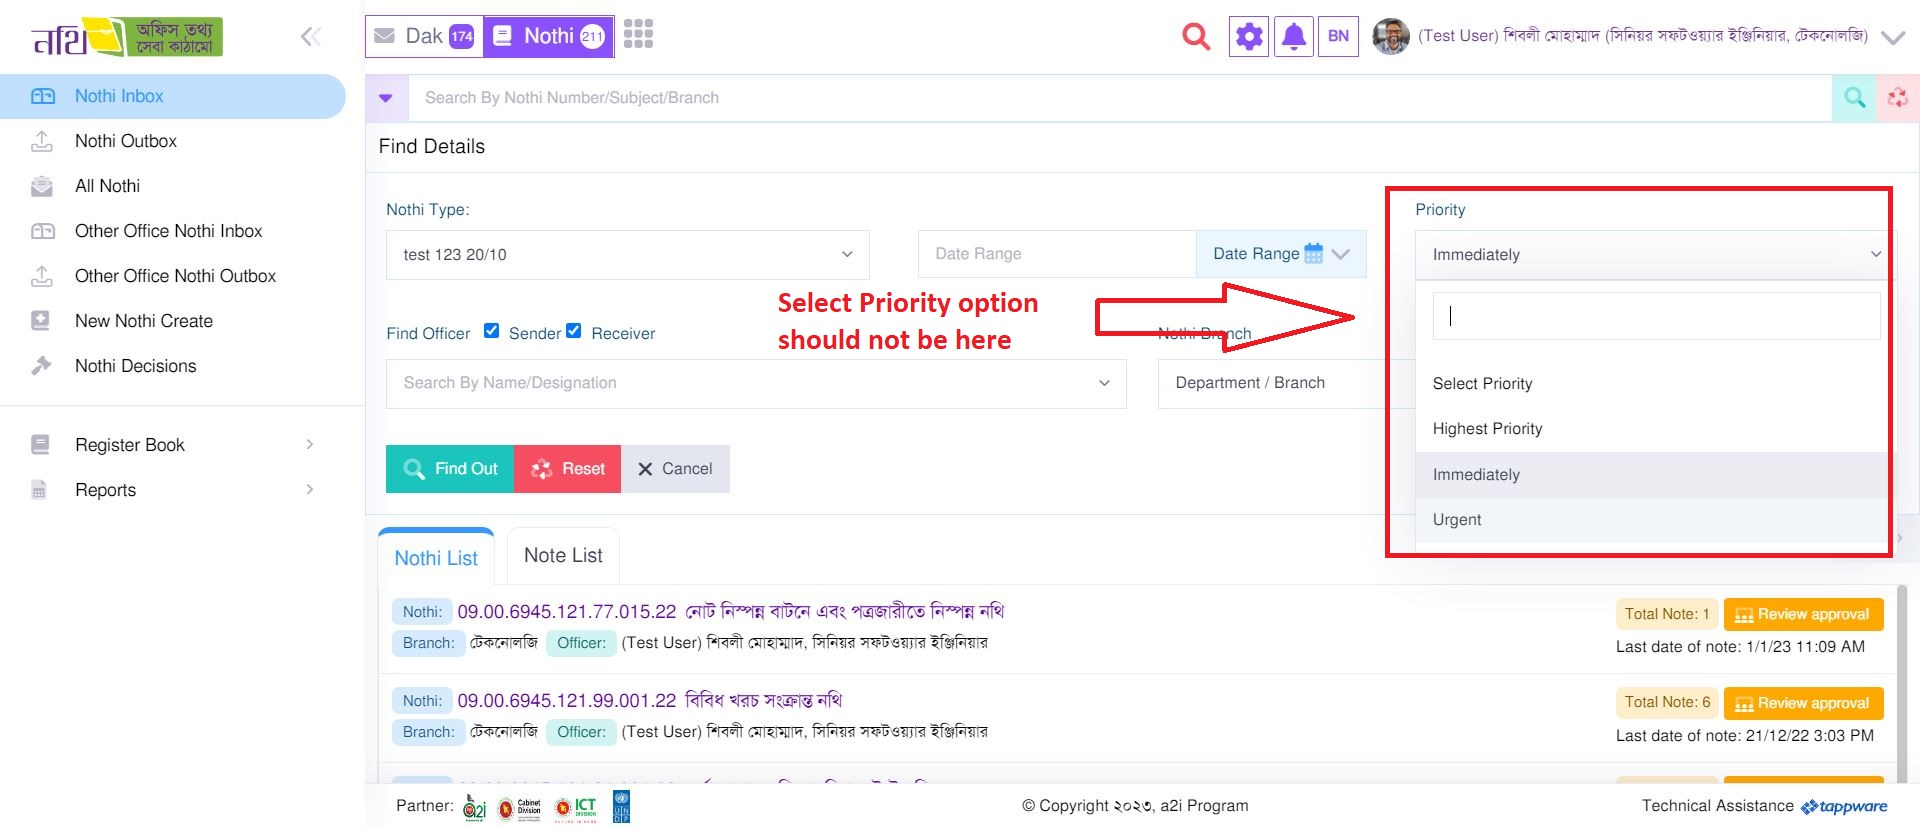 নথি অফিস তথ্য
সেবা কাঠামো
Dak 174 Nothi 211
BN (Test User) শিবলী মোহাম্মাদ (সিনিয়র সফটওয়্যার ইঞ্জিনিয়ার, টেকনোলজি)
Nothi Inbox
Nothi Outbox
All Nothi
Other Office Nothi Inbox
Other Office Nothi Outbox
New Nothi Create
Nothi Decisions
Register Book
Reports
Search By Nothi Number/Subject/Branch
Find Details
Nothi Type:
test 123 20/10
Date Range Date Range
Priority
Immediately
Select Priority
Highest Priority
Immediately
Urgent
Select Priority option
should not be here
Find Officer Sender Receiver
Search By Name/Designation
Nothi Branch
Department / Branch
Find Out Reset Cancel
Nothi List Note List
Nothi: 09.00.6945.121.77.015.22 নোট নিস্পন্ন বাটনে এবং পত্রজারীতে নিস্পন্ন নথি
Branch: টেকনোলজি Officer: (Test User) শিবলী মোহাম্মাদ, সিনিয়র সফটওয়্যার ইঞ্জিনিয়ার
Total Note: 1 Review approval
Last date of note: 1/1/23 11:09 AM
Nothi: 09.00.6945.121.99.001.22 বিবিধ খরচ সংক্রান্ত নথি
Branch: টেকনোলজি Officer: (Test User) শিবলী মোহাম্মাদ, সিনিয়র সফটওয়্যার ইঞ্জিনিয়ার
Total Note: 6 Review approval
Last date of note: 21/12/22 3:03 PM
Partner: a2i Cabinet Division ICT DIVISION UNDP
© Copyright ২০২৩, a2i Program
Technical Assistance tappware